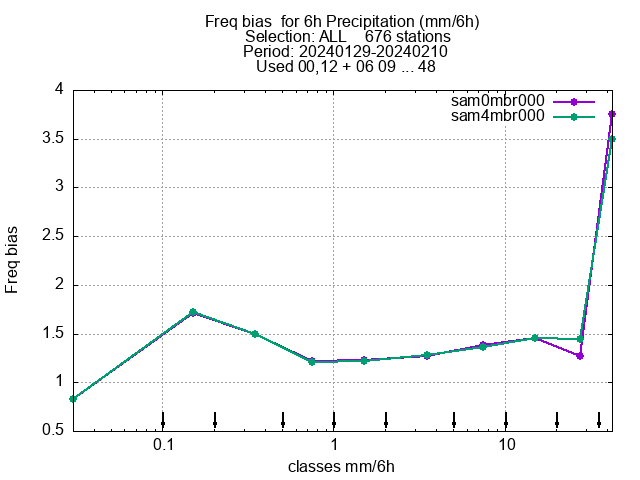 Freq bias  for 6h Precipitation (mm/6h)
Selection: ALL    676 stations
Period: 20240129-20240210
Used 00,12 + 06 09 ... 48
sam0mbr000
sam4mbr000
4
3.5
3
2.5
2
1.5
1
0.5
Freq bias
0.1 1 10
classes mm/6h